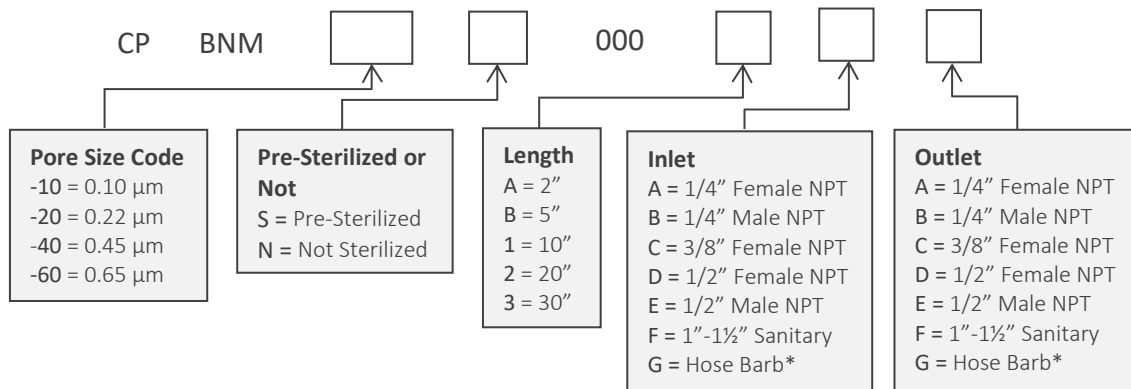 CP BNM 000
Pore Size Code
-10 = 0.10 µm
-20 = 0.22 µm
-40 = 0.45 µm
-60 = 0.65 µm
Pre-Sterilized or
Not
S = Pre-Sterilized
N = Not Sterilized
Length
A = 2”
B = 5”
1 = 10”
2 = 20”
3 = 30”
Inlet
A = 1/4” Female NPT
B = 1/4” Male NPT
C = 3/8” Female NPT
D = 1/2” Female NPT
E = 1/2” Male NPT
F = 1”-1½” Sanitary
G = Hose Barb*
Outlet
A = 1/4” Female NPT
B = 1/4” Male NPT
C = 3/8” Female NPT
D = 1/2” Female NPT
E = 1/2” Male NPT
F = 1”-1½” Sanitary
G = Hose Barb*